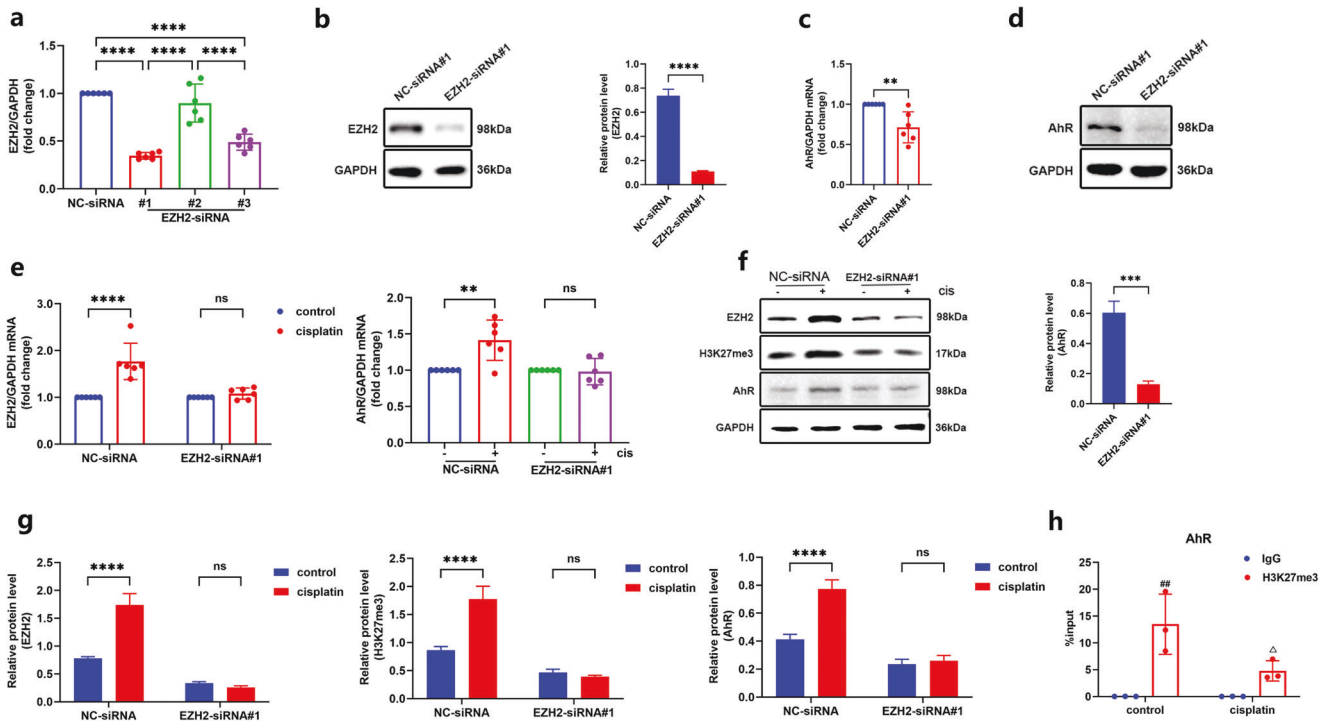 a
EZH2/GAPDH
(fold change)
1.5
1.0
0.5
0.0
****
**** **** ****
NC-siRNA #1 #2 #3
EZH2-siRNA
b
NC-siRNA#1 EZH2-siRNA#1
EZH2 98kDa
GAPDH 36kDa
Relative protein level
(EZH2)
1.0
0.8
0.6
0.4
0.2
0.0
****
NC-siRNA
EZH2-siRNA#1
c
AhR/GAPDH mRNA
(fold change)
1.5
1.0
0.5
0.0
**
NC-siRNA
EZH2-siRNA#1
d
NC-siRNA#1 EZH2-siRNA#1
AhR 98kDa
GAPDH 36kDa
e
EZH2/GAPDH mRNA
(fold change)
3.0
2.0
1.0
0.0
**** ns
NC-siRNA EZH2-siRNA#1
control
cisplatin
AhR/GAPDH mRNA
(fold change)
2.0
1.5
1.0
0.5
0.0
** ns
- + - + cis
NC-siRNA EZH2-siRNA#1
f
NC-siRNA EZH2-siRNA#1
- + - + cis
EZH2 98kDa
H3K27me3 17kDa
AhR 98kDa
GAPDH 36kDa
Relative protein level
(AhR)
0.8
0.6
0.4
0.2
0.0
***
NC-siRNA
EZH2-siRNA#1
g
Relative protein level
(EZH2)
2.5
2.0
1.5
1.0
0.5
0.0
**** ns
NC-siRNA EZH2-siRNA#1
control
cisplatin
Relative protein level
(H3K27me3)
2.5
2.0
1.5
1.0
0.5
0.0
**** ns
NC-siRNA EZH2-siRNA#1
control
cisplatin
Relative protein level
(AhR)
1.0
0.8
0.6
0.4
0.2
0.0
**** ns
NC-siRNA EZH2-siRNA#1
control
cisplatin
h
AhR
%input
25
20
15
10
5
0
IgG
H3K27me3
##
△
control cisplatin